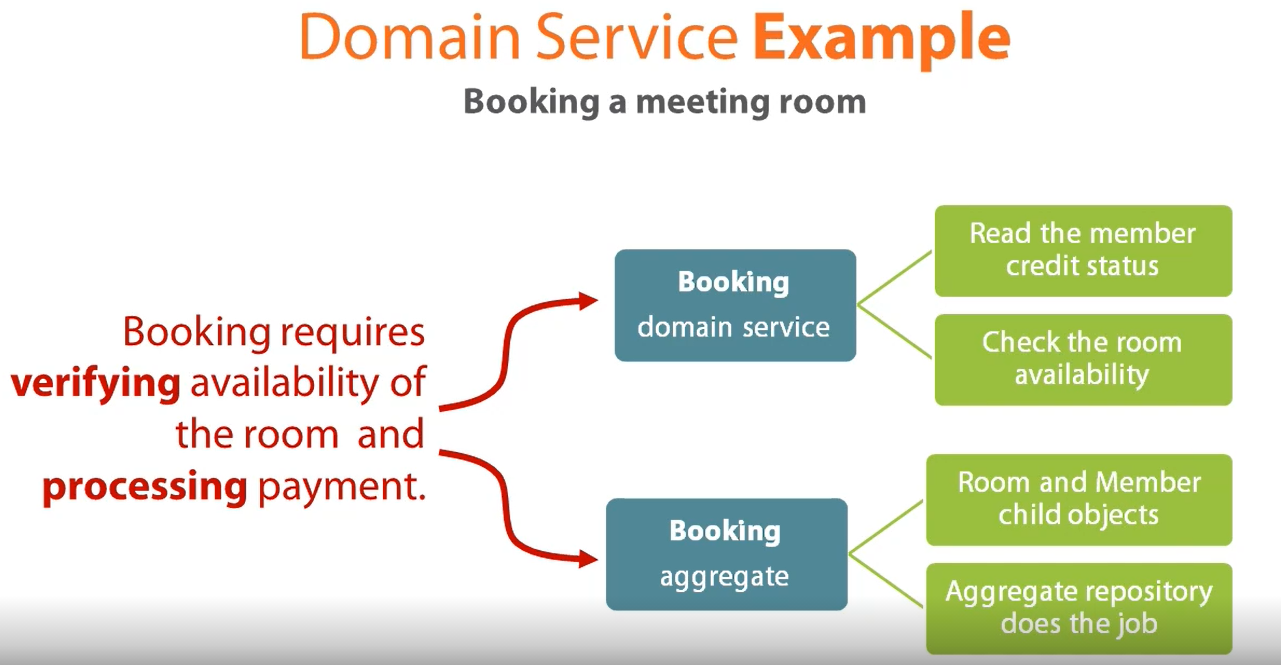 Domain Service Example
Booking a meeting room
Booking requires
verifying availability of
the room and
processing payment.
Booking
domain service
Read the member
credit status
Check the room
availability
Booking
aggregate
Room and Member
child objects
Aggregate repository
does the job